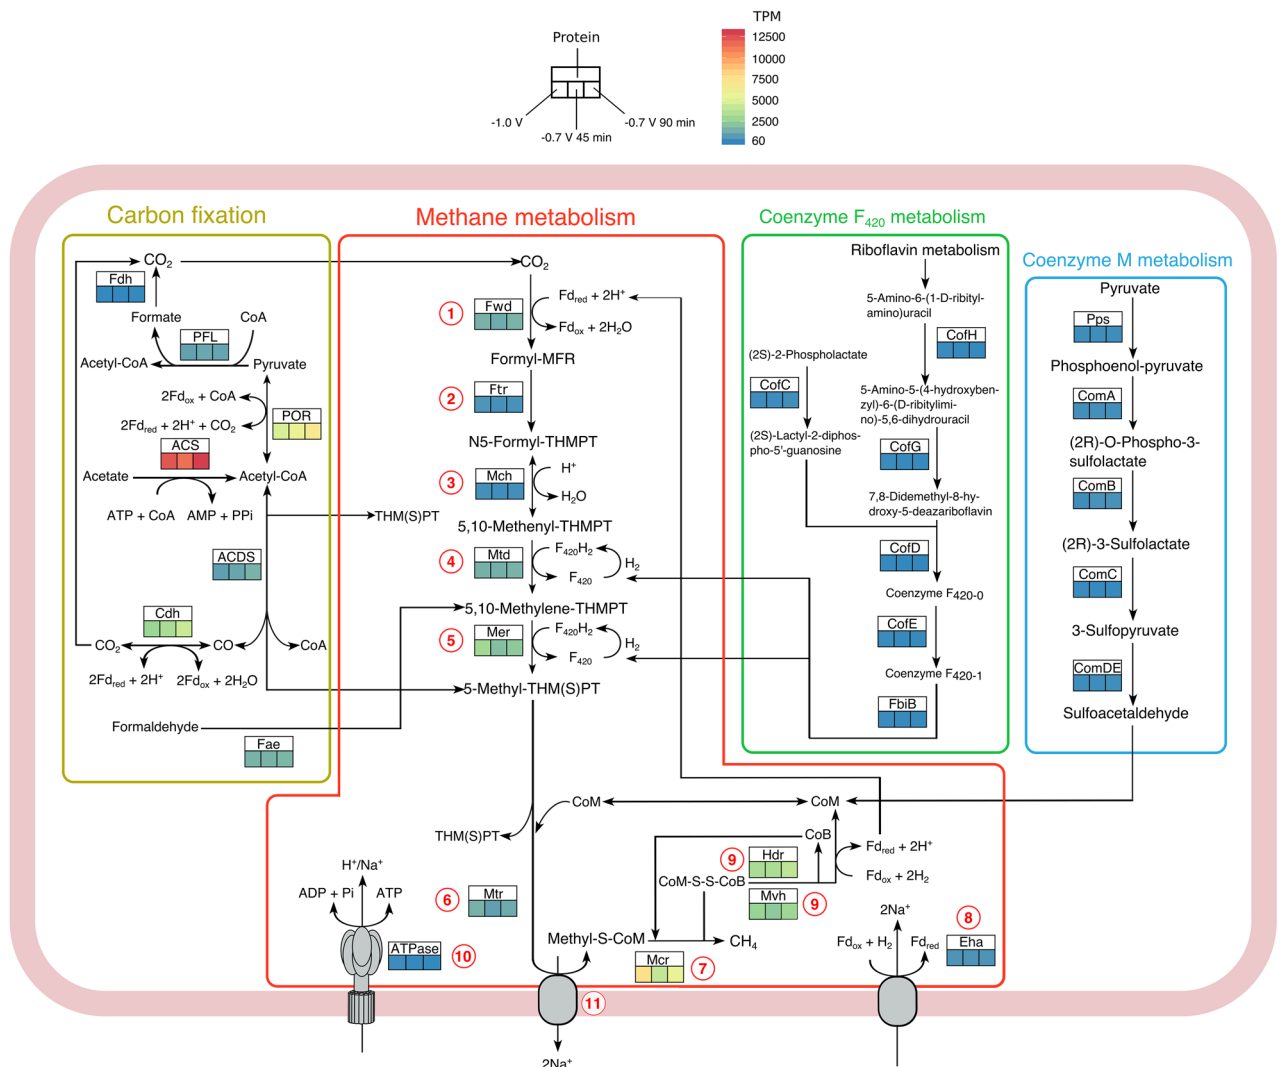 TPM
Protein
12500
10000
7500
5000
2500
60
-1.0 V
-0.7 V 45 min
-0.7 V 90 min
Carbon fixation
CO2
Fdh
Formate
CoA
PFL
Acetyl-CoA
Pyruvate
2Fdox + CoA
2Fdred + 2H+ + CO2
POR
ACS
Acetate
Acetyl-CoA
ATP + CoA
AMP + PPi
THM(S)PT
ACDS
Cdh
CO2
CO
CoA
2Fdred + 2H+
2Fdox + 2H2O
Formaldehyde
Fae
Methane metabolism
CO2
1
Fwd
Fdred + 2H+
Fdox + 2H2O
Formyl-MFR
2
Ftr
N5-Formyl-THMPT
3
Mch
H+
H2O
5,10-Methenyl-THMPT
4
Mtd
F420H2
F420
H2
5,10-Methylene-THMPT
5
Mer
F420H2
F420
H2
5-Methyl-THM(S)PT
CoM
CoM
THM(S)PT
CoB
Fdred + 2H+
9
Hdr
CoM-S-S-CoB
Fdox + 2H2
Mvh
9
6
Mtr
H+/Na+
ADP + Pi
ATP
ATPase
10
Methyl-S-CoM
CH4
Mcr
7
11
2Na+
8
2Na+
Fdox + H2
Fdred
Eha
Coenzyme F420 metabolism
Riboflavin metabolism
5-Amino-6-(1-D-ribityl-
amino)uracil
CofH
(2S)-2-Phospholactate
CofC
5-Amino-5-(4-hydroxyben-
zyl)-6-(D-ribitylimi-
no)-5,6-dihydrouracil
(2S)-Lactyl-2-diphos-
pho-5'-guanosine
CofG
7,8-Didemethyl-8-hy-
droxy-5-deazariboflavin
CofD
Coenzyme F420-0
CofE
Coenzyme F420-1
FbiB
Coenzyme M metabolism
Pyruvate
Pps
Phosphoenol-pyruvate
ComA
(2R)-O-Phospho-3-
sulfolactate
ComB
(2R)-3-Sulfolactate
ComC
3-Sulfopyruvate
ComDE
Sulfoacetaldehyde